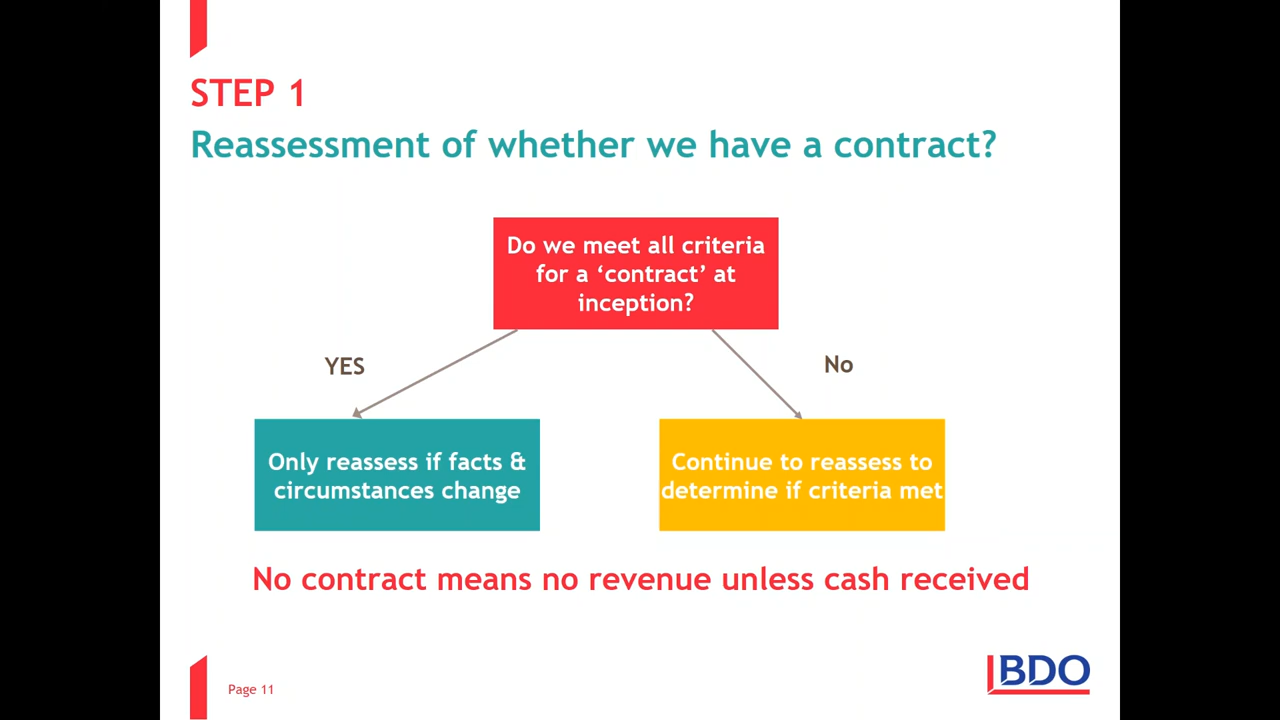 STEP 1
Reassessment of whether we have a contract?
Do we meet all criteria
for a ‘contract’ at
inception?
YES
No
Only reassess if facts &
circumstances change
Continue to reassess to
determine if criteria met
No contract means no revenue unless cash received
Page 11
BDO